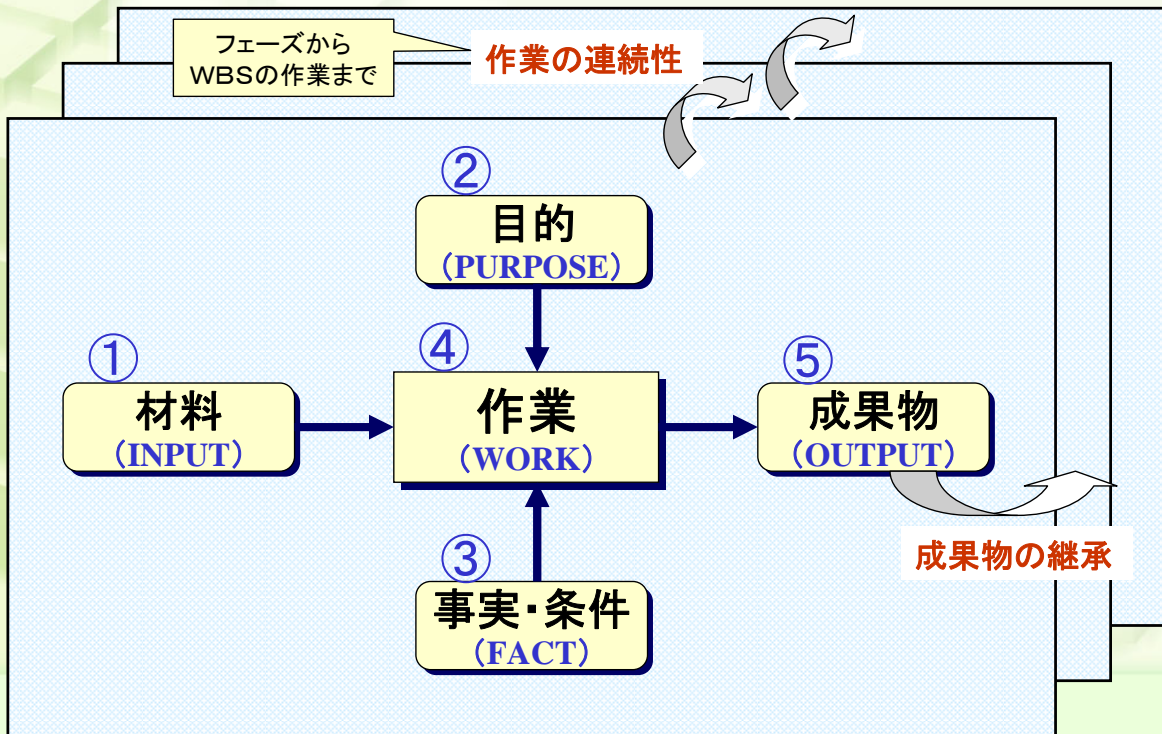 フェーズから
WBSの作業まで
作業の連続性
②
目的
(PURPOSE)
①
材料
(INPUT)
④
作業
(WORK)
⑤
成果物
(OUTPUT)
成果物の継承
③
事実・条件
(FACT)